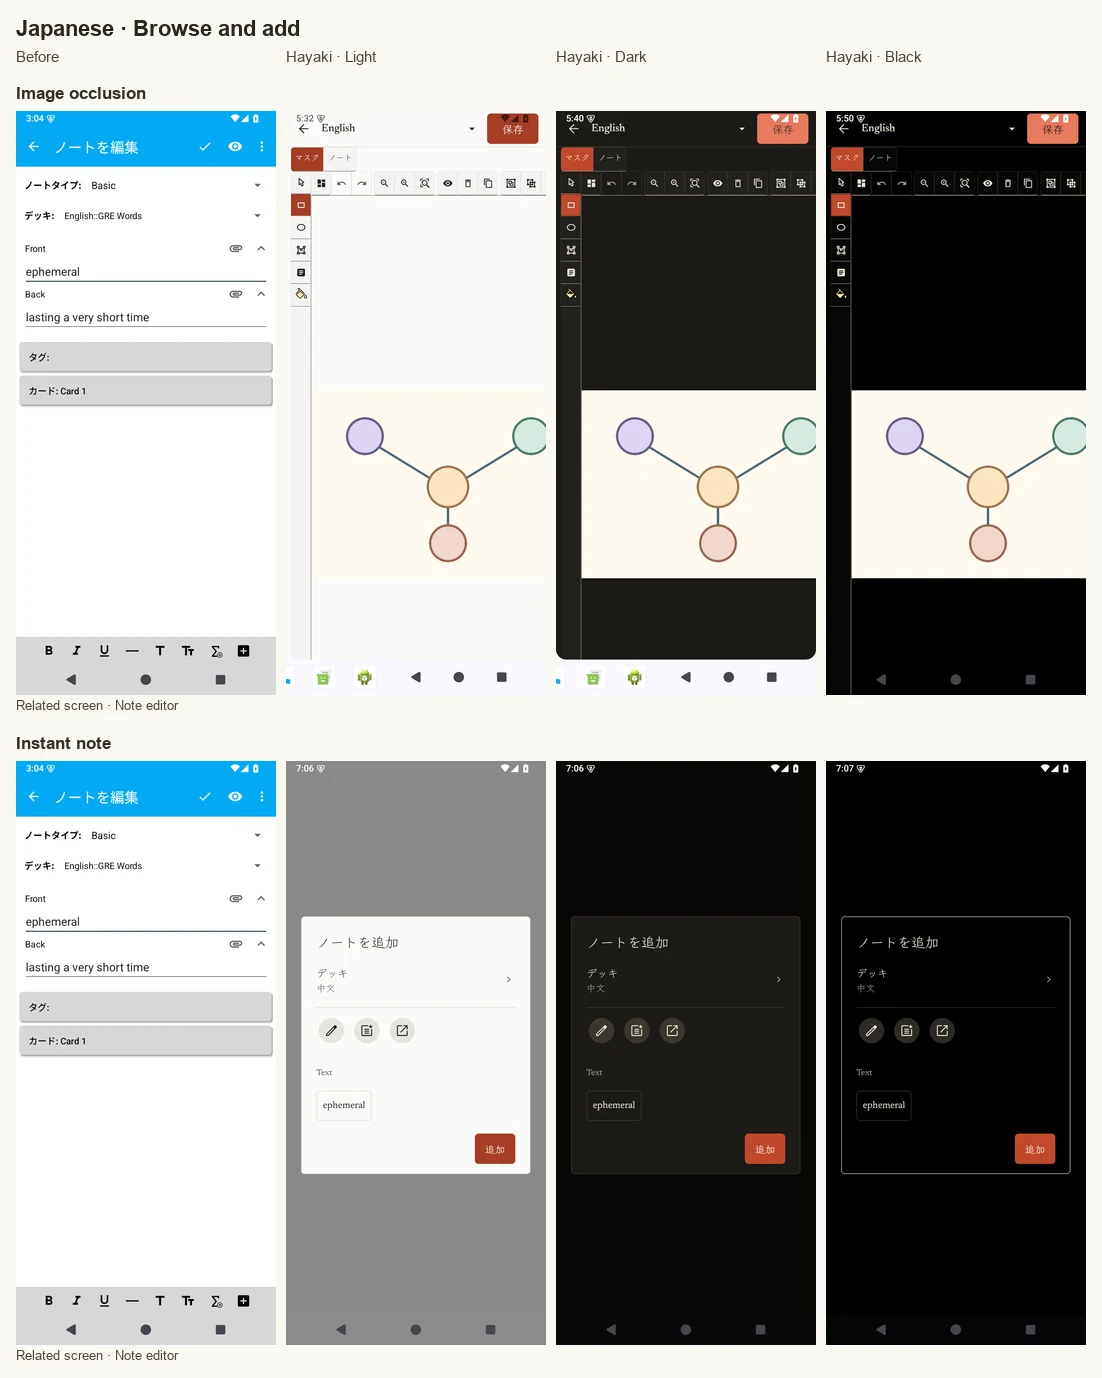 Japanese · Browse and add
Before
Hayaki · Light
Hayaki · Dark
Hayaki · Black
Image occlusion
3:04
ノートを編集
ノートタイプ: Basic
デッキ: English::GRE Words
Front
ephemeral
Back
lasting a very short time
タグ:
カード: Card 1
B I U — T TT
Related screen · Note editor
5:32
English
保存
マスク ノート
5:40
English
保存
マスク ノート
5:50
English
保存
マスク ノート
Instant note
3:04
ノートを編集
ノートタイプ: Basic
デッキ: English::GRE Words
Front
ephemeral
Back
lasting a very short time
タグ:
カード: Card 1
B I U — T TT
Related screen · Note editor
7:06
ノートを追加
デッキ
中文
Text
ephemeral
追加
7:06
ノートを追加
デッキ
中文
Text
ephemeral
追加
7:07
ノートを追加
デッキ
中文
Text
ephemeral
追加